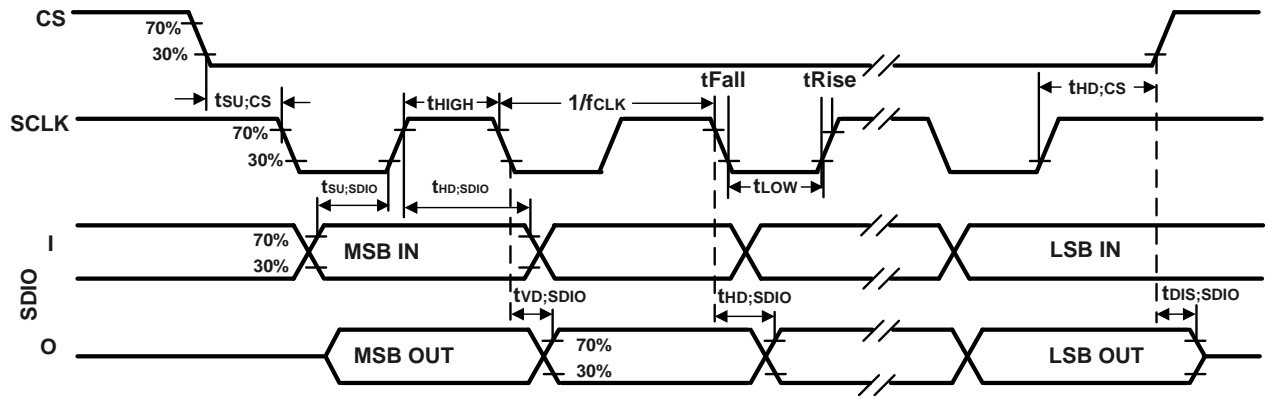 CS
70%
30%
tSU;CS
tHIGH
1/fCLK
tFall
tRise
tHD;CS
SCLK
70%
30%
tSU;SDIO
tHD;SDIO
tLOW
SDIO
I
70%
30%
MSB IN
LSB IN
tVD;SDIO
tHD;SDIO
tDIS;SDIO
O
MSB OUT
70%
30%
LSB OUT